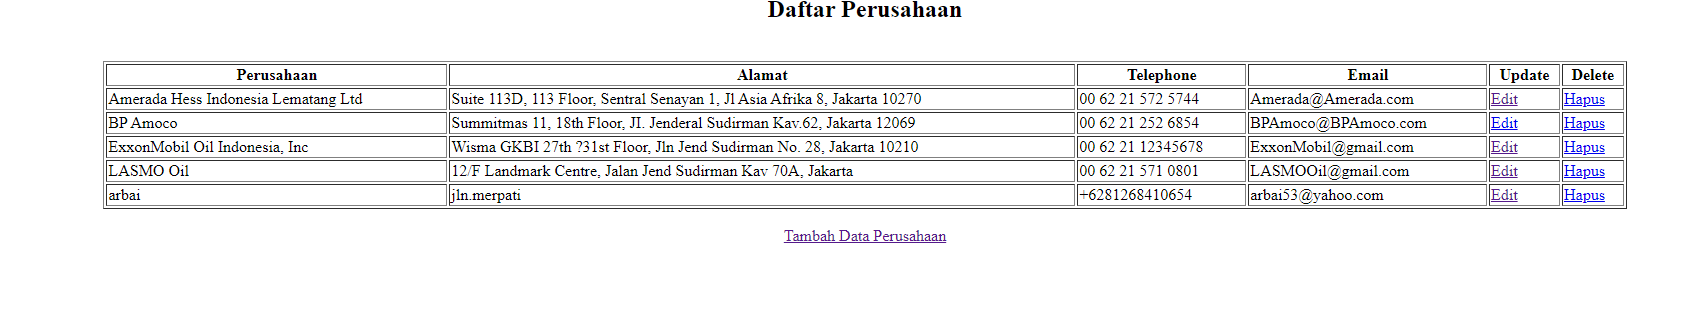 Daftar Perusahaan
Perusahaan Alamat Telephone Email Update Delete
Amerada Hess Indonesia Lematang Ltd Suite 113D, 113 Floor, Sentral Senayan 1, Jl Asia Afrika 8, Jakarta 10270 00 62 21 572 5744 Amerada@Amerada.com Edit Hapus
BP Amoco Summitmas 11, 18th Floor, JI. Jenderal Sudirman Kav.62, Jakarta 12069 00 62 21 252 6854 BPAmoco@BPAmoco.com Edit Hapus
ExxonMobil Oil Indonesia, Inc Wisma GKBI 27th ?31st Floor, Jln Jend Sudirman No. 28, Jakarta 10210 00 62 21 12345678 ExxonMobil@gmail.com Edit Hapus
LASMO Oil 12/F Landmark Centre, Jalan Jend Sudirman Kav 70A, Jakarta 00 62 21 571 0801 LASMOOil@gmail.com Edit Hapus
arbai jln.merpati +6281268410654 arbai53@yahoo.com Edit Hapus
Tambah Data Perusahaan